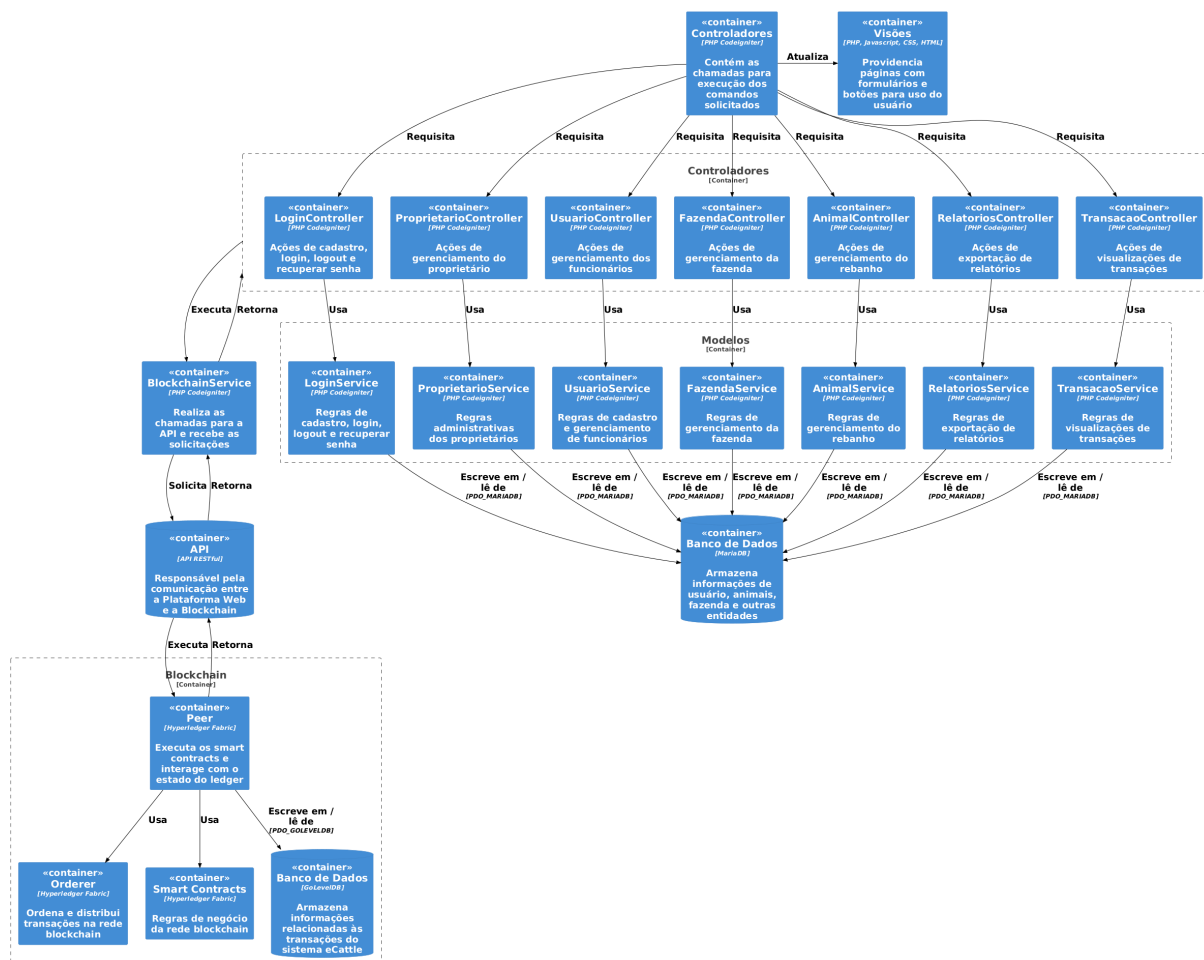 «container»
Controladores
[PHP Codeigniter]
Contém as
chamadas para
execução dos
comandos
solicitados
Atualiza
«container»
Visões
[PHP, Javascript, CSS, HTML]
Providencia
páginas com
formulários e
botões para uso do
usuário
Requisita
Requisita
Requisita
Requisita
Requisita
Requisita
Requisita
Controladores
[Container]
«container»
LoginController
[PHP Codeigniter]
Ações de cadastro,
login, logout e
recuperar senha
«container»
ProprietarioController
[PHP Codeigniter]
Ações de
gerenciamento do
proprietário
«container»
UsuarioController
[PHP Codeigniter]
Ações de
gerenciamento dos
funcionários
«container»
FazendaController
[PHP Codeigniter]
Ações de
gerenciamento da
fazenda
«container»
AnimalController
[PHP Codeigniter]
Ações de
gerenciamento do
rebanho
«container»
RelatoriosController
[PHP Codeigniter]
Ações de
exportação de
relatórios
«container»
TransacaoController
[PHP Codeigniter]
Ações de
visualizações de
transações
Executa
Retorna
Usa
Usa
Usa
Usa
Usa
Usa
Usa
Modelos
[Container]
«container»
BlockchainService
[PHP Codeigniter]
Realiza as
chamadas para a
API e recebe as
solicitações
«container»
LoginService
[PHP Codeigniter]
Regras de
cadastro, login,
logout e recuperar
senha
«container»
ProprietarioService
[PHP Codeigniter]
Regras
administrativas
dos proprietários
«container»
UsuarioService
[PHP Codeigniter]
Regras de cadastro
e gerenciamento
de funcionários
«container»
FazendaService
[PHP Codeigniter]
Regras de
gerenciamento da
fazenda
«container»
AnimalService
[PHP Codeigniter]
Regras de
gerenciamento do
rebanho
«container»
RelatoriosService
[PHP Codeigniter]
Regras de
exportação de
relatórios
«container»
TransacaoService
[PHP Codeigniter]
Regras de
visualizações de
transações
Solicita
Retorna
Escreve em /
lê de
[PDO_MARIADB]
Escreve em /
lê de
[PDO_MARIADB]
Escreve em /
lê de
[PDO_MARIADB]
Escreve em /
lê de
[PDO_MARIADB]
Escreve em /
lê de
[PDO_MARIADB]
Escreve em /
lê de
[PDO_MARIADB]
Escreve em /
lê de
[PDO_MARIADB]
«container»
API
[API RESTful]
Responsável pela
comunicação entre
a Plataforma Web
e a Blockchain
«container»
Banco de Dados
[MariaDB]
Armazena
informações de
usuário, animais,
fazenda e outras
entidades
Executa
Retorna
Blockchain
[Container]
«container»
Peer
[Hyperledger Fabric]
Executa os smart
contracts e
interage com o
estado do ledger
Usa
Usa
Escreve em /
lê de
[PDO_GOLEVELDB]
«container»
Orderer
[Hyperledger Fabric]
Ordena e distribui
transações na rede
blockchain
«container»
Smart Contracts
[Hyperledger Fabric]
Regras de negócio
da rede blockchain
«container»
Banco de Dados
[GoLevelDB]
Armazena
informações
relacionadas às
transações do
sistema eCattle